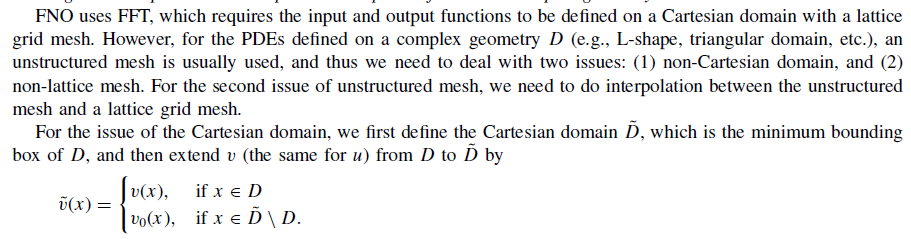 FNO uses FFT, which requires the input and output functions to be defined on a Cartesian domain with a lattice
grid mesh. However, for the PDEs defined on a complex geometry D (e.g., L-shape, triangular domain, etc.), an
unstructured mesh is usually used, and thus we need to deal with two issues: (1) non-Cartesian domain, and (2)
non-lattice mesh. For the second issue of unstructured mesh, we need to do interpolation between the unstructured
mesh and a lattice grid mesh.
For the issue of the Cartesian domain, we first define the Cartesian domain D̃, which is the minimum bounding
box of D, and then extend v (the same for u) from D to D̃ by
ṽ(x) = { v(x), if x ∈ D
v₀(x), if x ∈ D̃ \ D.